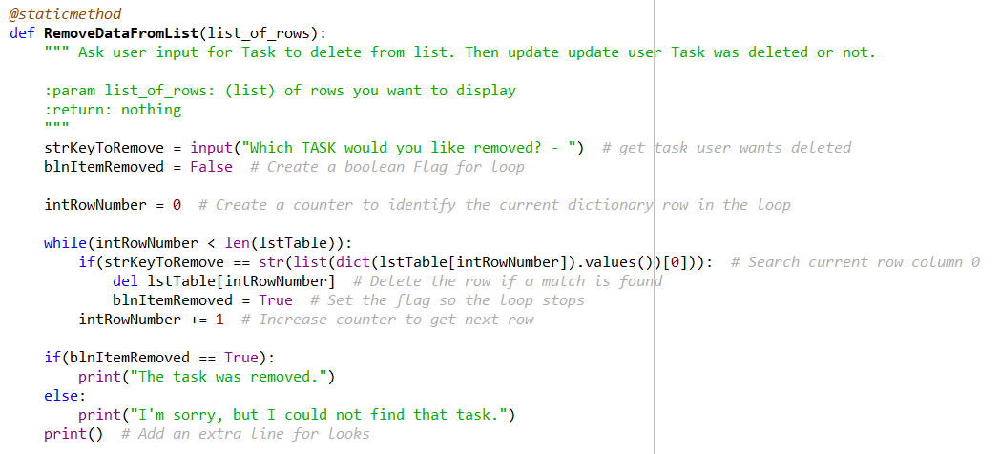 @staticmethod
def RemoveDataFromList(list_of_rows):
    """ Ask user input for Task to delete from list. Then update update user Task was deleted or not.

    :param list_of_rows: (list) of rows you want to display
    :return: nothing
    """
    strKeyToRemove = input("Which TASK would you like removed? - ")  # get task user wants deleted
    blnItemRemoved = False  # Create a boolean Flag for loop

    intRowNumber = 0  # Create a counter to identify the current dictionary row in the loop

    while(intRowNumber < len(lstTable)):
        if(strKeyToRemove == str(list(dict(lstTable[intRowNumber]).values())[0])):  # Search current row column 0
            del lstTable[intRowNumber]  # Delete the row if a match is found
            blnItemRemoved = True  # Set the flag so the loop stops
        intRowNumber += 1  # Increase counter to get next row

    if(blnItemRemoved == True):
        print("The task was removed.")
    else:
        print("I'm sorry, but I could not find that task.")
    print()  # Add an extra line for looks